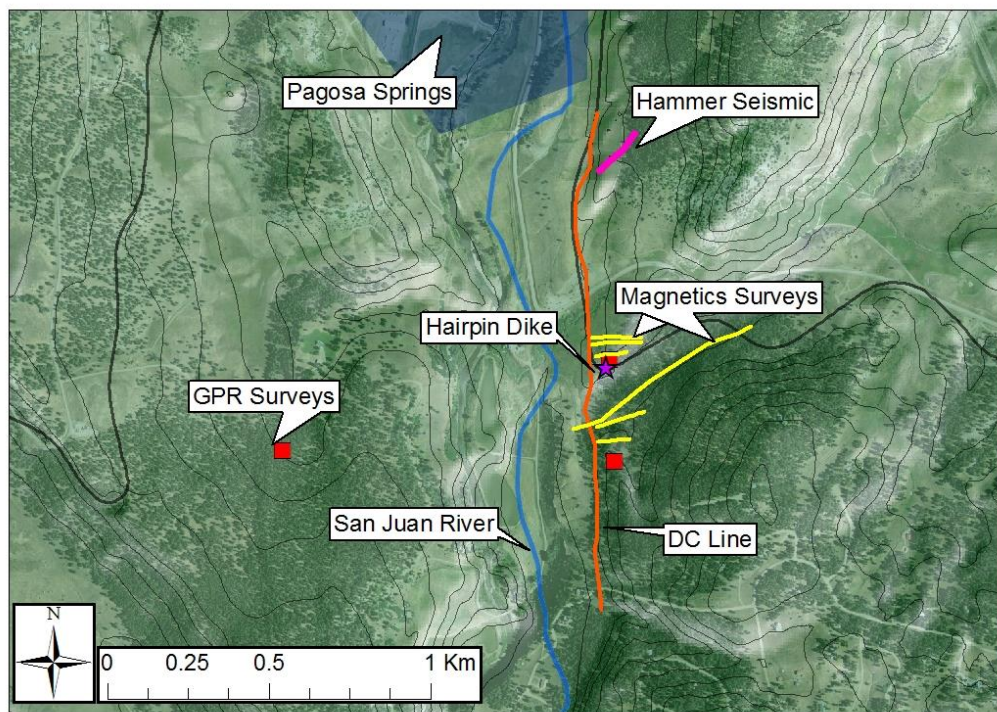 Pagosa Springs
Hammer Seismic
Magnetics Surveys
Hairpin Dike
GPR Surveys
San Juan River
DC Line
N
0 0.25 0.5 1 Km